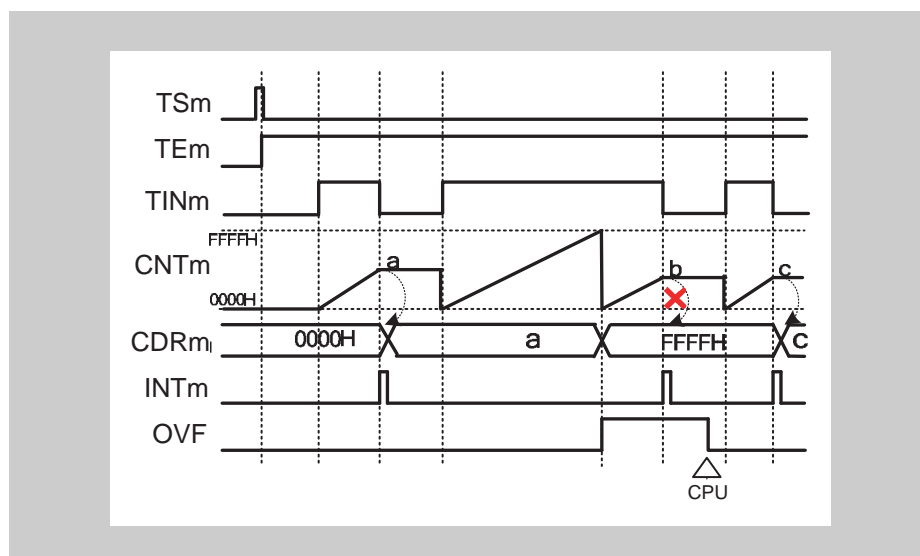 TSm
TEm
TINm
FFFFH
CNTm
a
b
c
0000H
CDRm
0000H
a
FFFFH
c
INTm
OVF
CPU